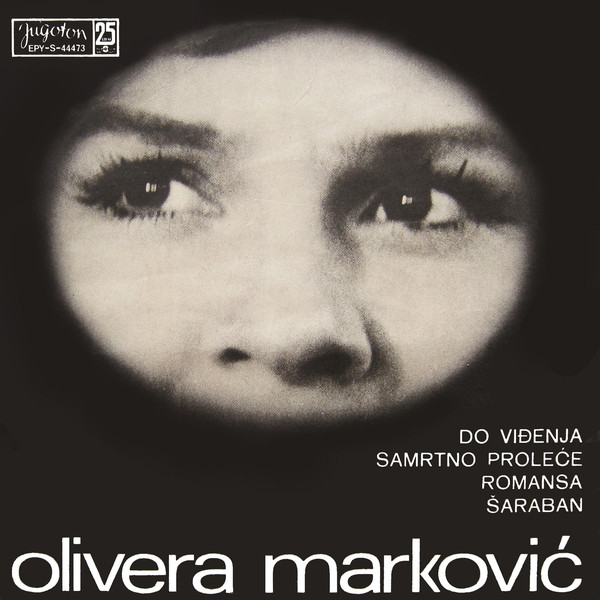 Jugoton 25
EPY-S-44473
DO VIĐENJA
SAMRTNO PROLEĆE
ROMANSA
ŠARABAN
olivera marković